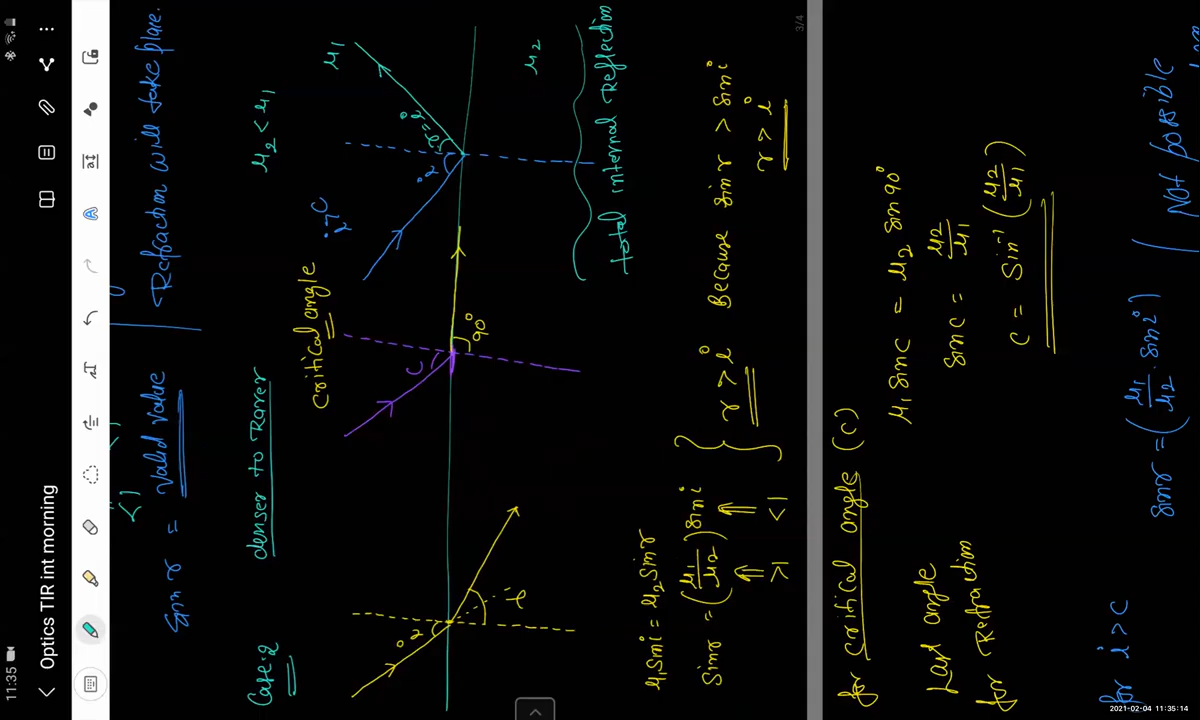 11:35
Optics TIR int morning
<1
Sin r = Valid Value
Refraction will take place.
Case:2 denser to Rarer
μ2 < μ1
critical angle
i>C
i
r
C
90°
i
r=i
μ1
μ2
total internal Reflection
μ1 sin i = μ2 sin r
Sin r = (μ1/μ2) sin i } r > i Because sin r > sin i
>1 <1
r > i
3/4
for critical angle (C)
Last angle
for Refraction
μ1 sin C = μ2 sin 90°
sin C = μ2/μ1
C = Sin⁻¹ (μ2/μ1)
for i > C
sin r = (μ1/μ2 · sin i)
Not possible
2021-02-04 11:35:14